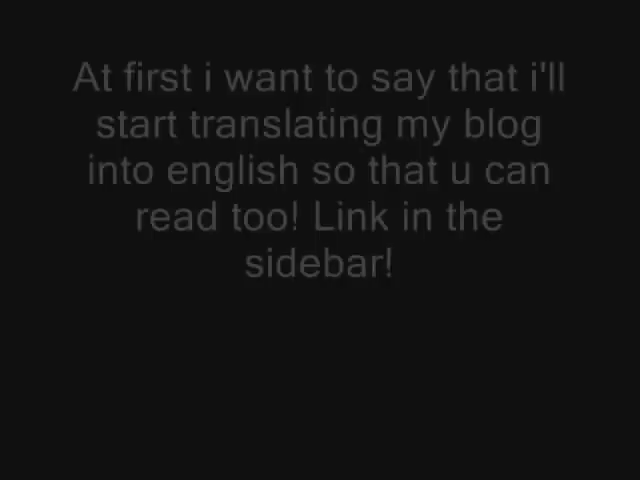 At first i want to say that i'll
start translating my blog
into english so that u can
read too! Link in the
sidebar!